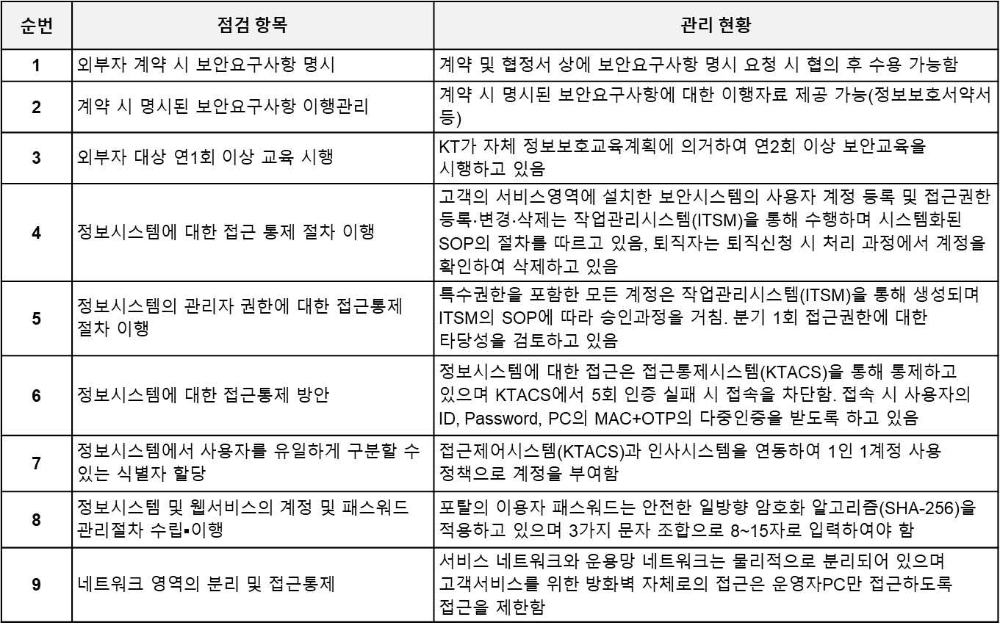 순번 점검 항목 관리 현황
1 외부자 계약 시 보안요구사항 명시 계약 및 협정서 상에 보안요구사항 명시 요청 시 협의 후 수용 가능함
2 계약 시 명시된 보안요구사항 이행관리 계약 시 명시된 보안요구사항에 대한 이행자료 제공 가능(정보보호서약서
등)
3 외부자 대상 연1회 이상 교육 시행 KT가 자체 정보보호교육계획에 의거하여 연2회 이상 보안교육을
시행하고 있음
4 정보시스템에 대한 접근 통제 절차 이행 고객의 서비스영역에 설치한 보안시스템의 사용자 계정 등록 및 접근권한
등록·변경·삭제는 작업관리시스템(ITSM)을 통해 수행하며 시스템화된
SOP의 절차를 따르고 있음, 퇴직자는 퇴직신청 시 처리 과정에서 계정을
확인하여 삭제하고 있음
5 정보시스템의 관리자 권한에 대한 접근통제
절차 이행
특수권한을 포함한 모든 계정은 작업관리시스템(ITSM)을 통해 생성되며
ITSM의 SOP에 따라 승인과정을 거침. 분기 1회 접근권한에 대한
타당성을 검토하고 있음
6 정보시스템에 대한 접근통제 방안 정보시스템에 대한 접근은 접근통제시스템(KTACS)을 통해 통제하고
있으며 KTACS에서 5회 인증 실패 시 접속을 차단함. 접속 시 사용자의
ID, Password, PC의 MAC+OTP의 다중인증을 받도록 하고 있음
7 정보시스템에서 사용자를 유일하게 구분할 수
있는 식별자 할당
접근제어시스템(KTACS)과 인사시스템을 연동하여 1인 1계정 사용
정책으로 계정을 부여함
8 정보시스템 및 웹서비스의 계정 및 패스워드
관리절차 수립▪이행
포탈의 이용자 패스워드는 안전한 일방향 암호화 알고리즘(SHA-256)을
적용하고 있으며 3가지 문자 조합으로 8~15자로 입력하여야 함
9 네트워크 영역의 분리 및 접근통제 서비스 네트워크와 운용망 네트워크는 물리적으로 분리되어 있으며
고객서비스를 위한 방화벽 자체로의 접근은 운영자PC만 접근하도록
접근을 제한함